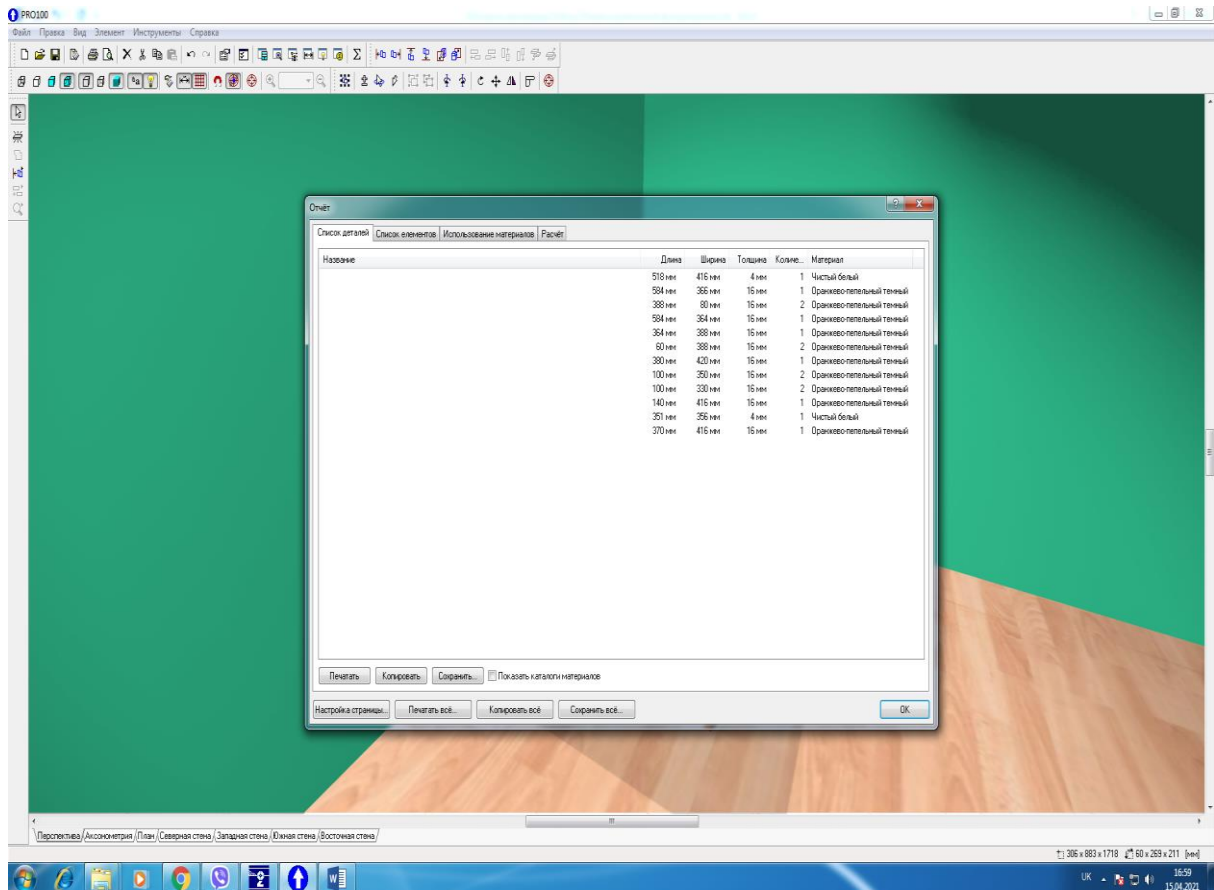 PRO100
Файл Правка Вид Элемент Инструменты Справка
Отчёт
Список деталей Список элементов Использование материалов Расчёт
Название Длина Ширина Толщина Количе... Материал
518 мм 416 мм 4 мм 1 Чистый белый
584 мм 366 мм 16 мм 1 Оранжево-пепельный темный
388 мм 80 мм 16 мм 2 Оранжево-пепельный темный
584 мм 364 мм 16 мм 1 Оранжево-пепельный темный
364 мм 388 мм 16 мм 1 Оранжево-пепельный темный
60 мм 388 мм 16 мм 2 Оранжево-пепельный темный
380 мм 420 мм 16 мм 1 Оранжево-пепельный темный
100 мм 350 мм 16 мм 2 Оранжево-пепельный темный
100 мм 330 мм 16 мм 2 Оранжево-пепельный темный
140 мм 416 мм 16 мм 1 Оранжево-пепельный темный
351 мм 356 мм 4 мм 1 Чистый белый
370 мм 416 мм 16 мм 1 Оранжево-пепельный темный
Печатать Копировать Сохранить... Показать каталоги материалов
Настройка страницы... Печатать всё... Копировать всё Сохранить всё... OK
Перспектива Аксонометрия План Северная стена Западная стена Южная стена Восточная стена
306 x 883 x 1718 60 x 269 x 211 [мм]
UK 16:59
15.04.2021